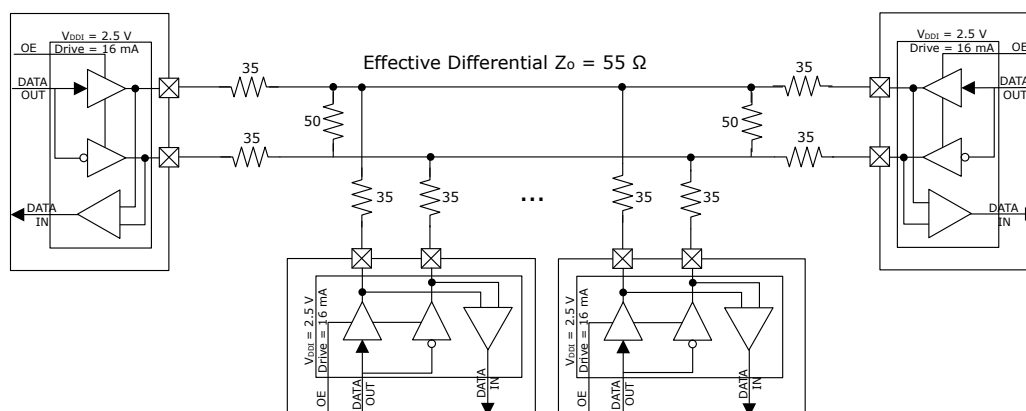 VDDI = 2.5 V
Drive = 16 mA
OE
DATA
OUT
DATA
IN
35
35
50
Effective Differential Zo = 55 Ω
35
35
50
VDDI = 2.5 V
Drive = 16 mA
OE
DATA
OUT
DATA
IN
35
35
...
35
35
VDDI = 2.5 V
Drive = 16 mA
OE
DATA
OUT
DATA
IN
VDDI = 2.5 V
Drive = 16 mA
OE
DATA
OUT
DATA
IN